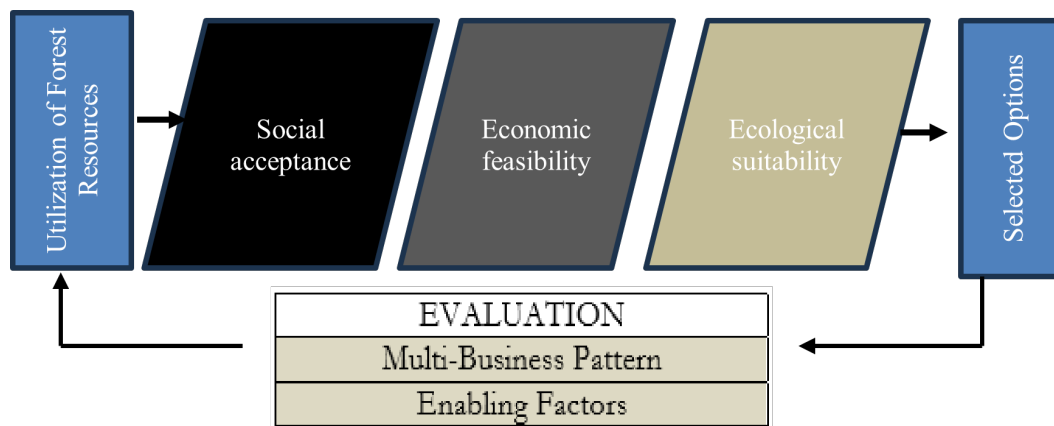 Utilization of Forest
Resources
Social
acceptance
Economic
feasibility
Ecological
suitability
Selected Options
EVALUATION
Multi-Business Pattern
Enabling Factors